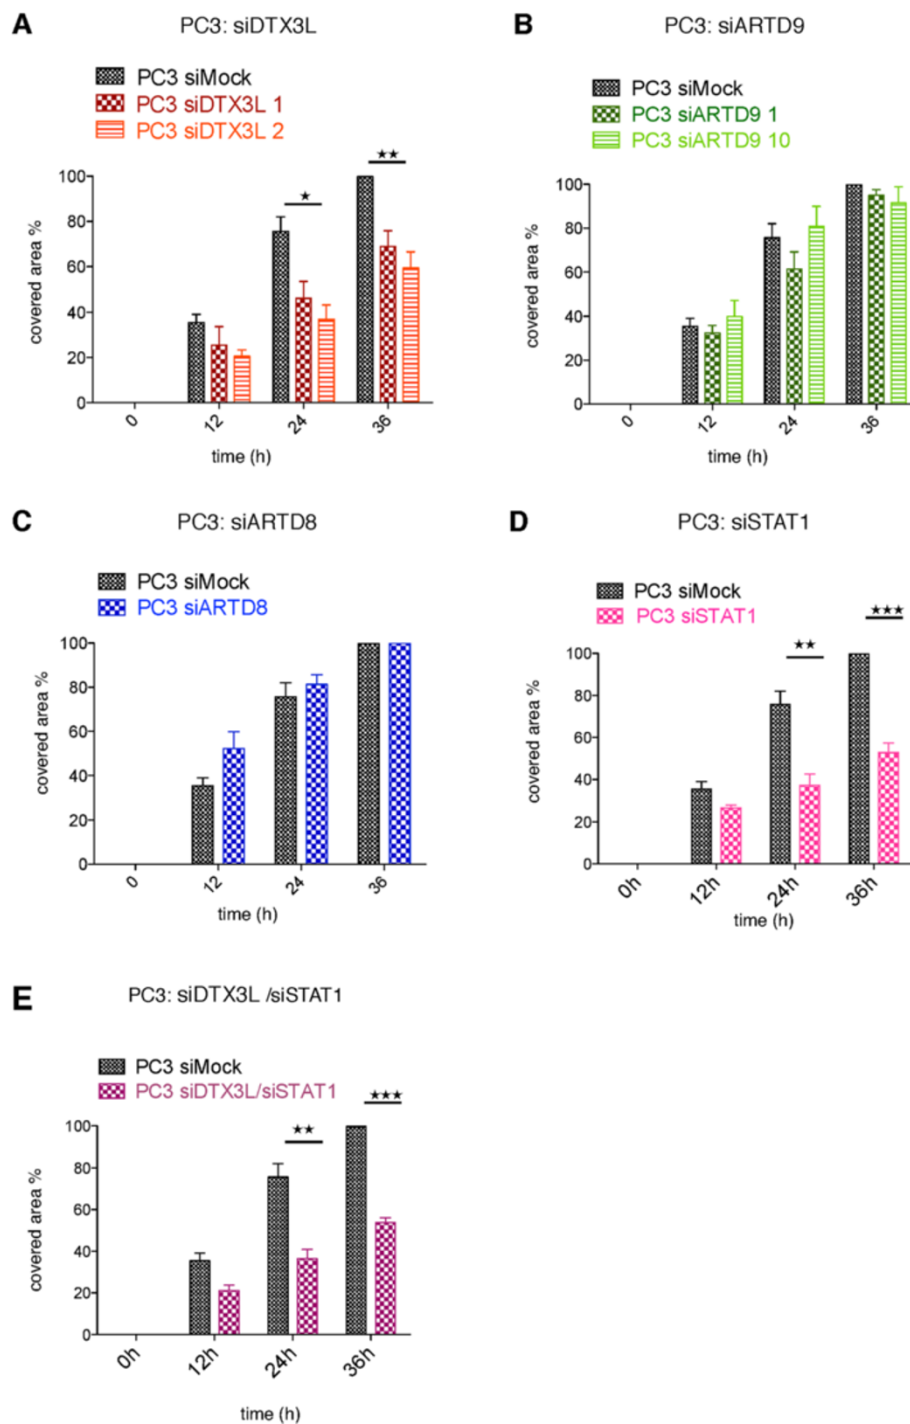 A
PC3: siDTX3L
PC3 siMock
PC3 siDTX3L 1
PC3 siDTX3L 2
★
★★
100
80
60
40
20
0
covered area %
0
12
24
36
time (h)
B
PC3: siARTD9
PC3 siMock
PC3 siARTD9 1
PC3 siARTD9 10
100
80
60
40
20
0
covered area %
0
12
24
36
time (h)
C
PC3: siARTD8
PC3 siMock
PC3 siARTD8
100
80
60
40
20
0
covered area %
0
12
24
36
time (h)
D
PC3: siSTAT1
PC3 siMock
PC3 siSTAT1
★★
★★★
100
80
60
40
20
0
covered area %
0h
12h
24h
36h
time (h)
E
PC3: siDTX3L /siSTAT1
PC3 siMock
PC3 siDTX3L/siSTAT1
★★
★★★
100
80
60
40
20
0
covered area %
0h
12h
24h
36h
time (h)